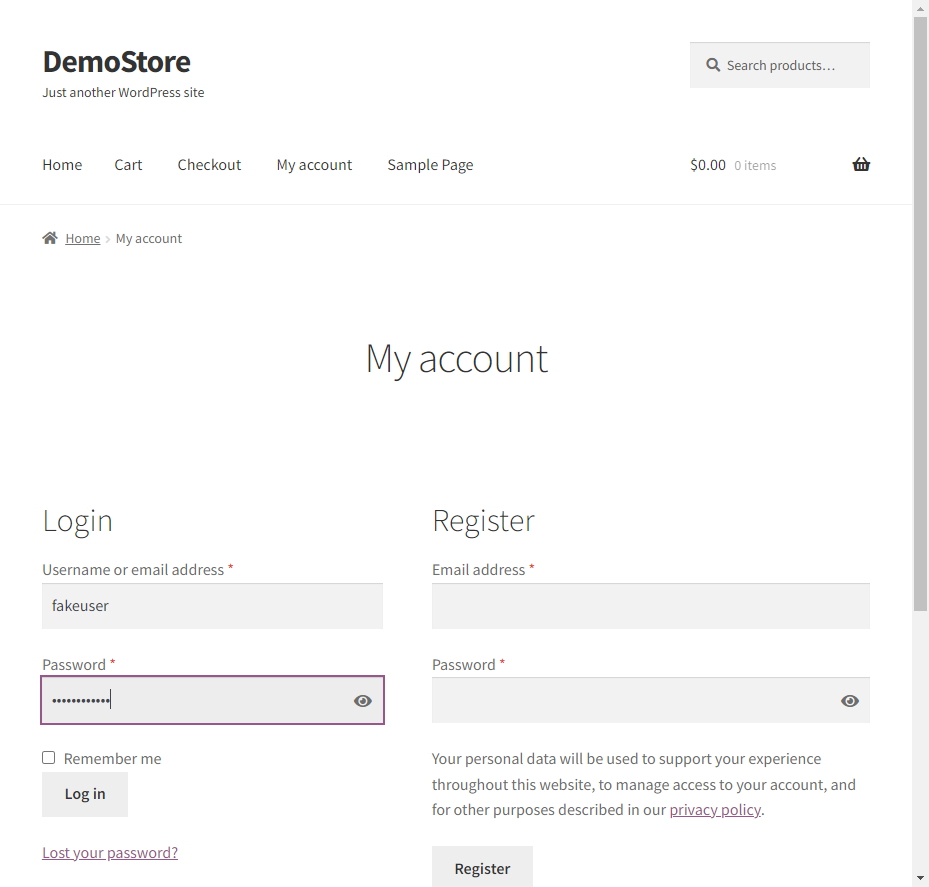 DemoStore
Just another WordPress site
Search products…
Home Cart Checkout My account Sample Page $0.00 0 items
Home My account
My account
Login
Username or email address *
fakeuser
Password *
••••••••••••
Remember me
Log in
Lost your password?
Register
Email address *
Password *
Your personal data will be used to support your experience
throughout this website, to manage access to your account, and
for other purposes described in our privacy policy.
Register